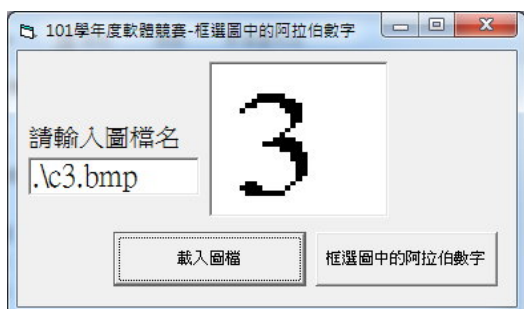 101學年度軟體競賽-框選圖中的阿拉伯數字
請輸入圖檔名
.\c3.bmp
3
載入圖檔
框選圖中的阿拉伯數字